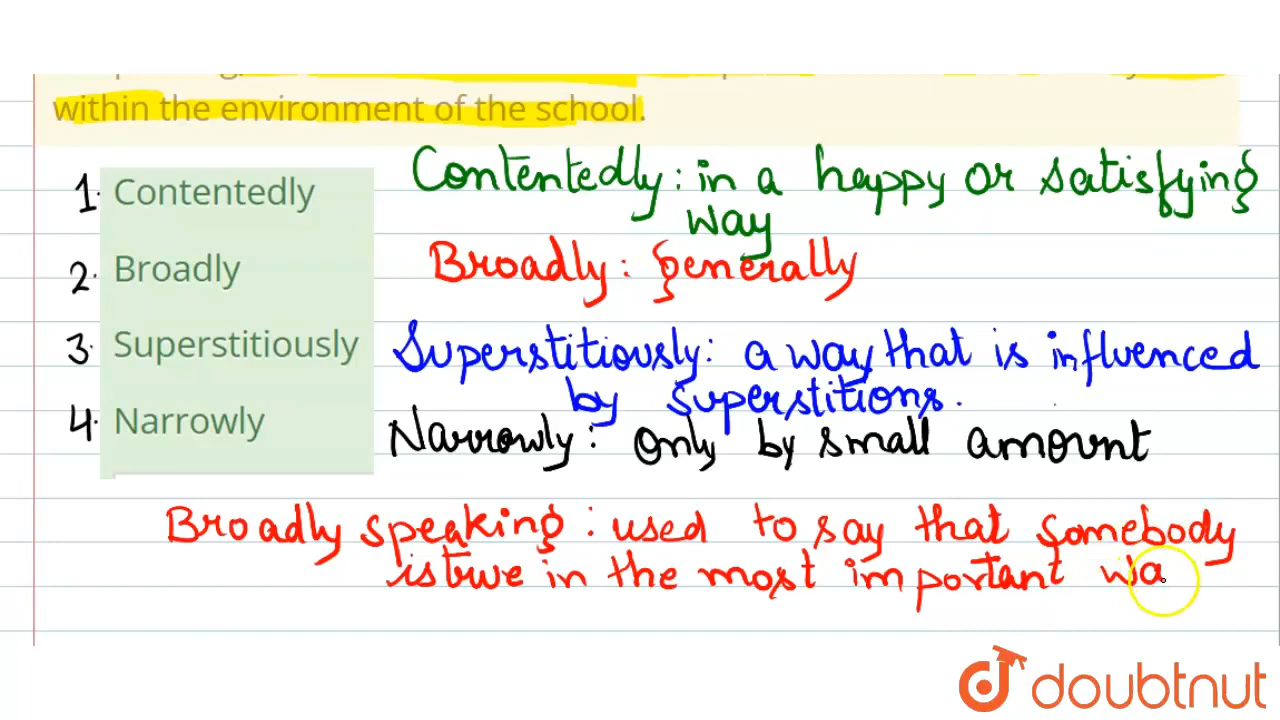 within the environment of the school.
1. Contentedly
Contentedly: in a happy or satisfying
way
2. Broadly
Broadly: generally
3. Superstitiously
Superstitiously: a way that is influenced
by superstitions.
4. Narrowly
Narrowly: only by small amount
Broadly speaking: used to say that somebody
is true in the most important wa
doubtnut